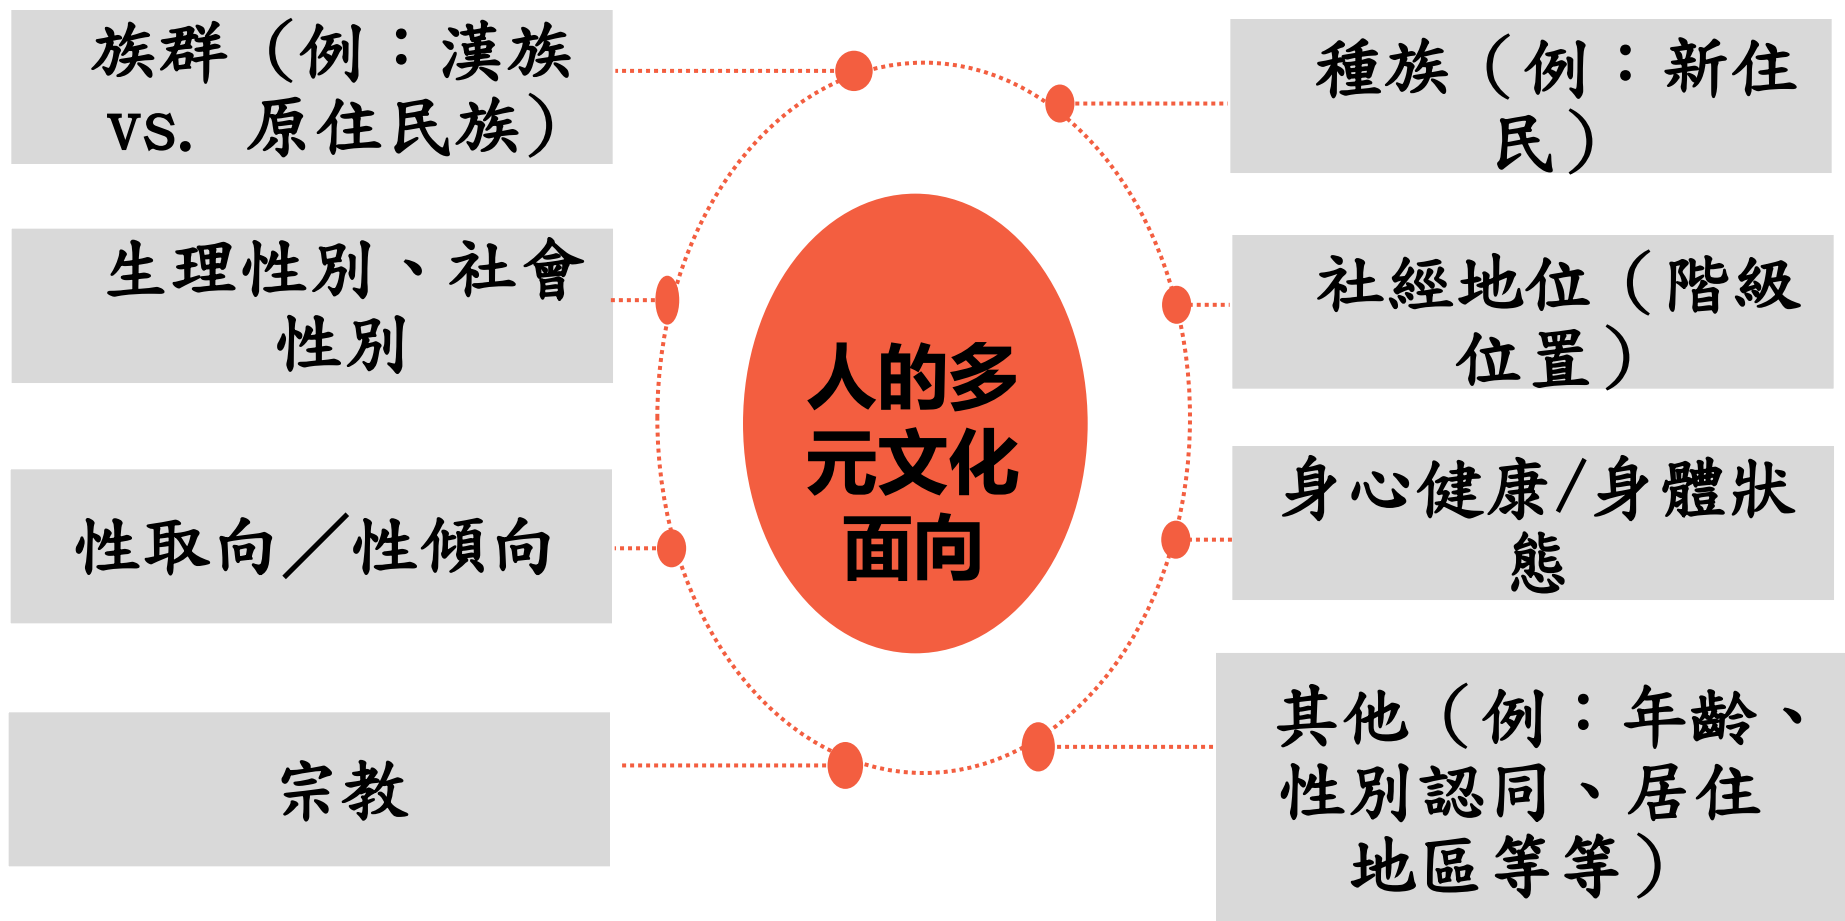 族群（例：漢族
vs. 原住民族）
生理性別、社會
性別
性取向／性傾向
宗教
人的多
元文化
面向
種族（例：新住
民）
社經地位（階級
位置）
身心健康/身體狀
態
其他（例：年齡、
性別認同、居住
地區等等）